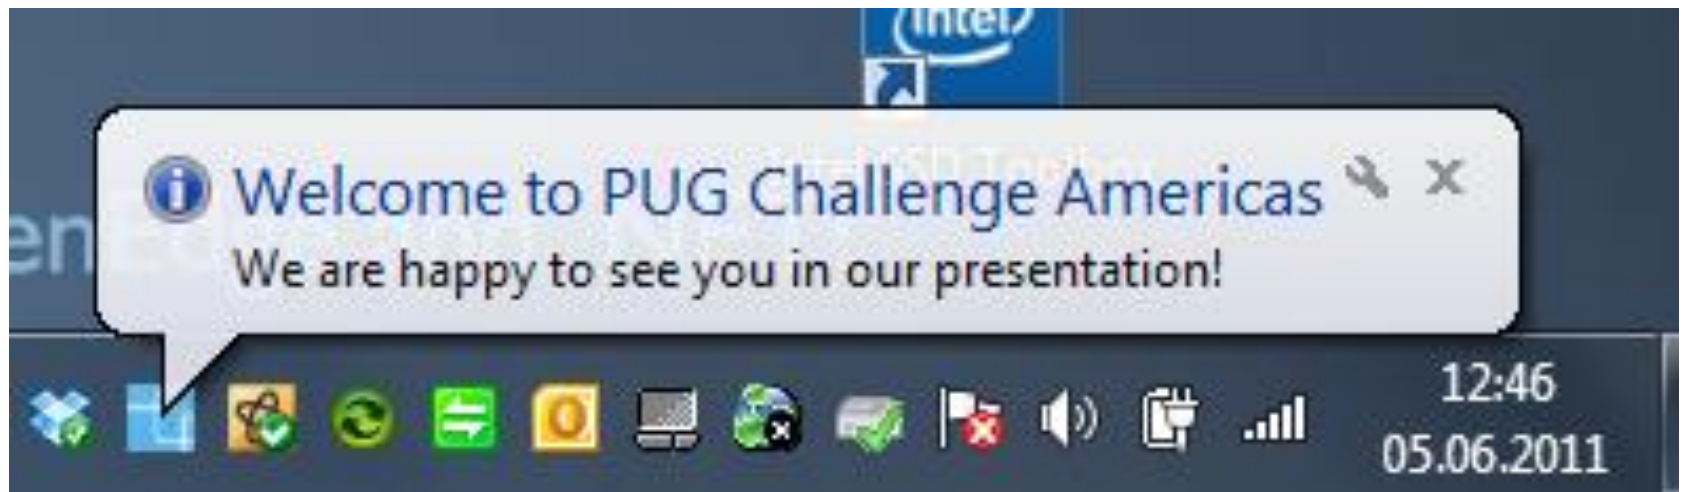 intel
Welcome to PUG Challenge Americas
We are happy to see you in our presentation!
12:46
05.06.2011